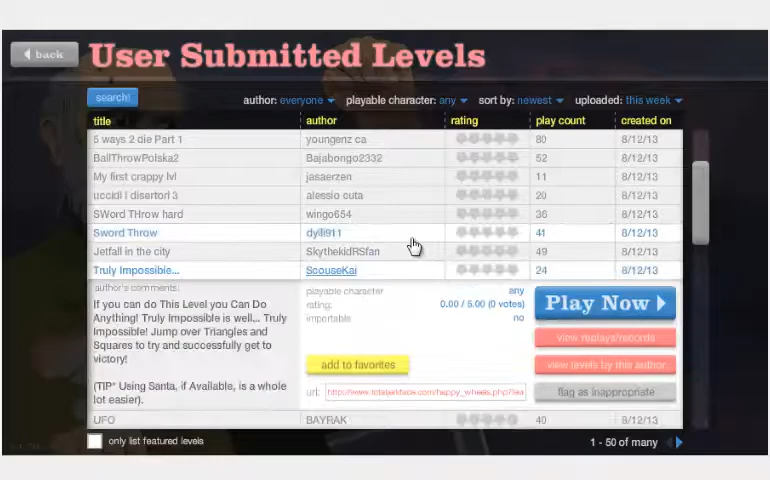 back
User Submitted Levels
search!
author: everyone playable character: any sort by: newest uploaded: this week
title author rating play count created on
5 ways 2 die Part 1 youngenz ca 80 8/12/13
BallThrowPolska2 Bajabongo2332 52 8/12/13
My first crappy lvl jasaerzen 11 8/12/13
uccidi i disertori 3 alessio cuta 20 8/12/13
SWord THrow hard wingo654 36 8/12/13
Sword Throw 41 8/12/13
Jetfall in the city SkythekidRSfan 49 8/12/13
Truly Impossible... ScouseKai 24 8/12/13
author's comments:
If you can do This Level you Can Do
Anything! Truly Impossible is well... Truly
Impossible! Jump over Triangles and
Squares to try and successfully get to
victory!
(TIP* Using Santa, if Available, is a whole
lot easier).
playable character any
rating: 0.00 / 5.00 (0 votes)
importable no
add to favorites
url: http://www.totaljerkface.com/happy_wheels.php?leve
Play Now
view replays/records
view levels by this author
flag as inappropriate
UFO BAYRAK 40 8/12/13
only list featured levels
1 - 50 of many